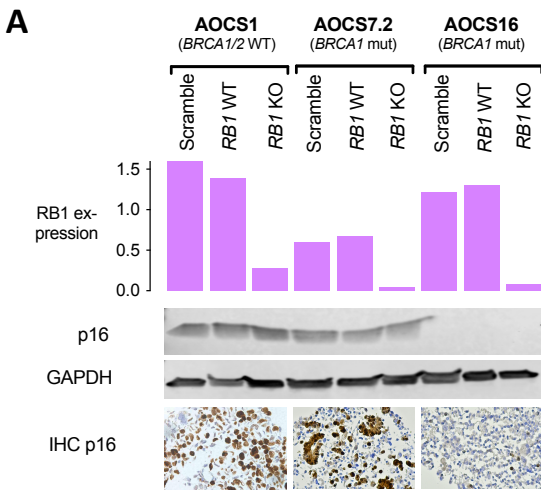 A
AOCS1 AOCS7.2 AOCS16
(BRCA1/2 WT) (BRCA1 mut) (BRCA1 mut)
Scramble RB1 WT RB1 KO Scramble RB1 WT RB1 KO Scramble RB1 WT RB1 KO
1.5
1.0
0.5
0.0
RB1 ex-
pression
p16
GAPDH
IHC p16